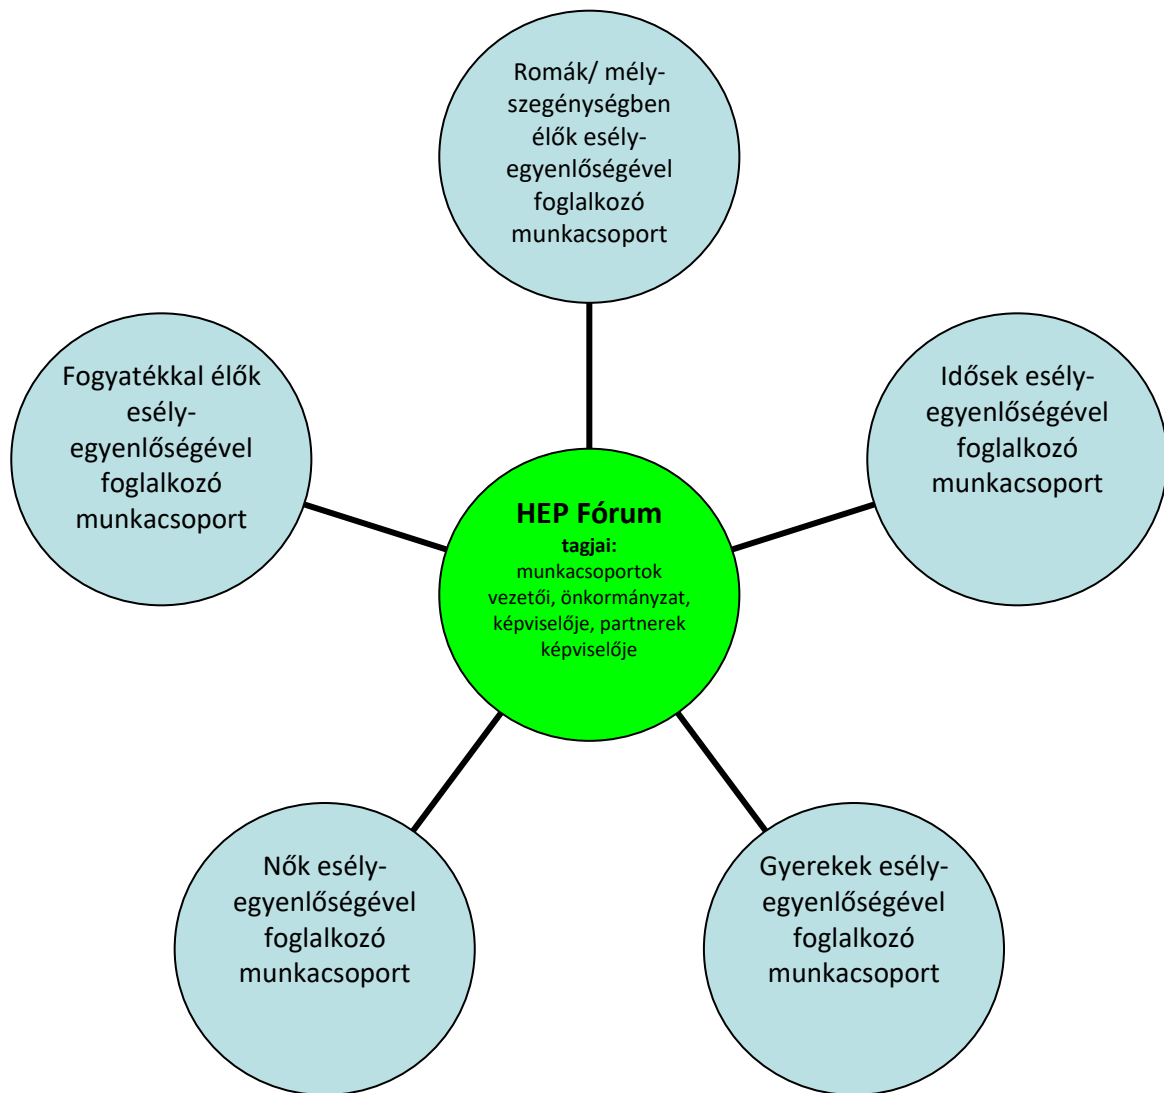 Romák/ mély-
szegénységben
élők esély-
egyenlőségével
foglalkozó
munkacsoport
Fogyatékkal élők
esély-
egyenlőségével
foglalkozó
munkacsoport
Idősek esély-
egyenlőségével
foglalkozó
munkacsoport
HEP Fórum
tagjai:
munkacsoportok
vezetői, önkormányzat,
képviselője, partnerek
képviselője
Nők esély-
egyenlőségével
foglalkozó
munkacsoport
Gyerekek esély-
egyenlőségével
foglalkozó
munkacsoport